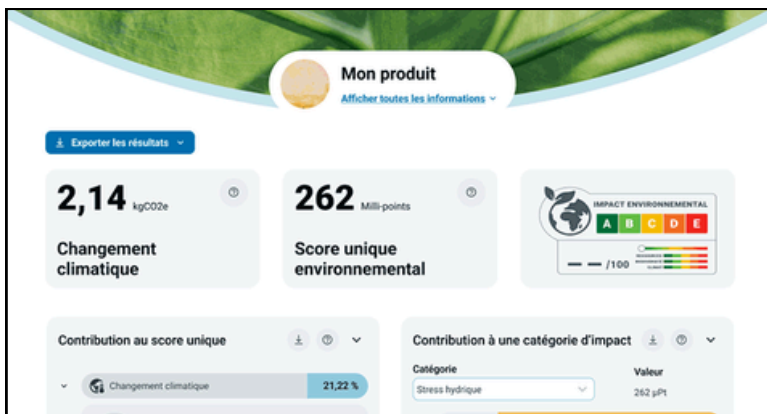 Mon produit
Afficher toutes les informations
Exporter les résultats
2,14 kgCO2e
Changement
climatique
262 Milli-points
Score unique
environnemental
IMPACT ENVIRONNEMENTAL
A B C D E
— — /100
Contribution au score unique
Changement climatique 21,22 %
Contribution à une catégorie d'impact
Catégorie Valeur
Stress hydrique 262 µPt